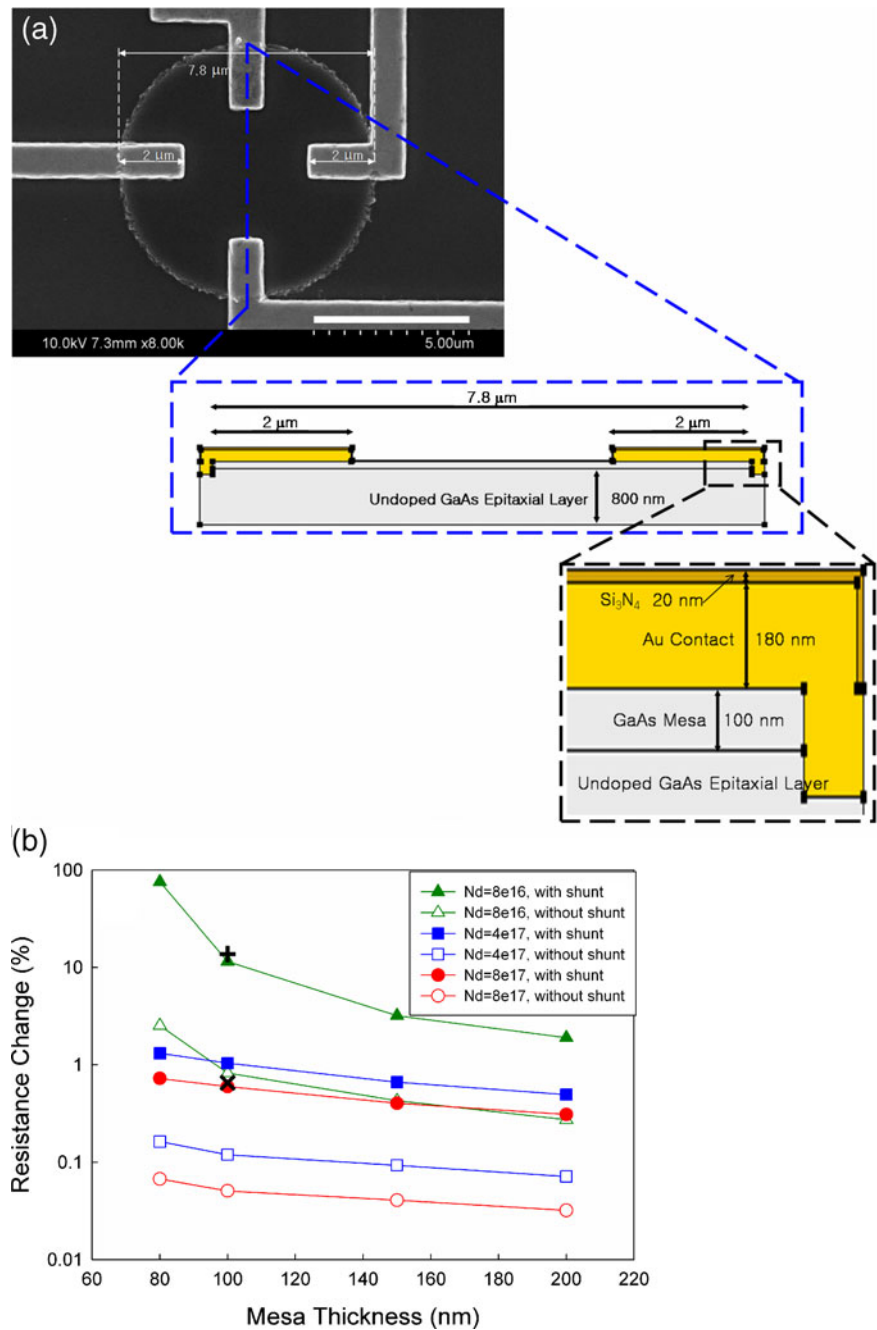 (a)
7.8 μm
2 μm
2 μm
10.0kV 7.3mm x8.00k
5.00um
7.8 μm
2 μm
2 μm
Undoped GaAs Epitaxial Layer
800 nm
Si₃N₄ 20 nm
Au Contact
180 nm
GaAs Mesa
100 nm
Undoped GaAs Epitaxial Layer
(b)
Resistance Change (%)
100
10
1
0.1
0.01
Nd=8e16, with shunt
Nd=8e16, without shunt
Nd=4e17, with shunt
Nd=4e17, without shunt
Nd=8e17, with shunt
Nd=8e17, without shunt
60 80 100 120 140 160 180 200 220
Mesa Thickness (nm)